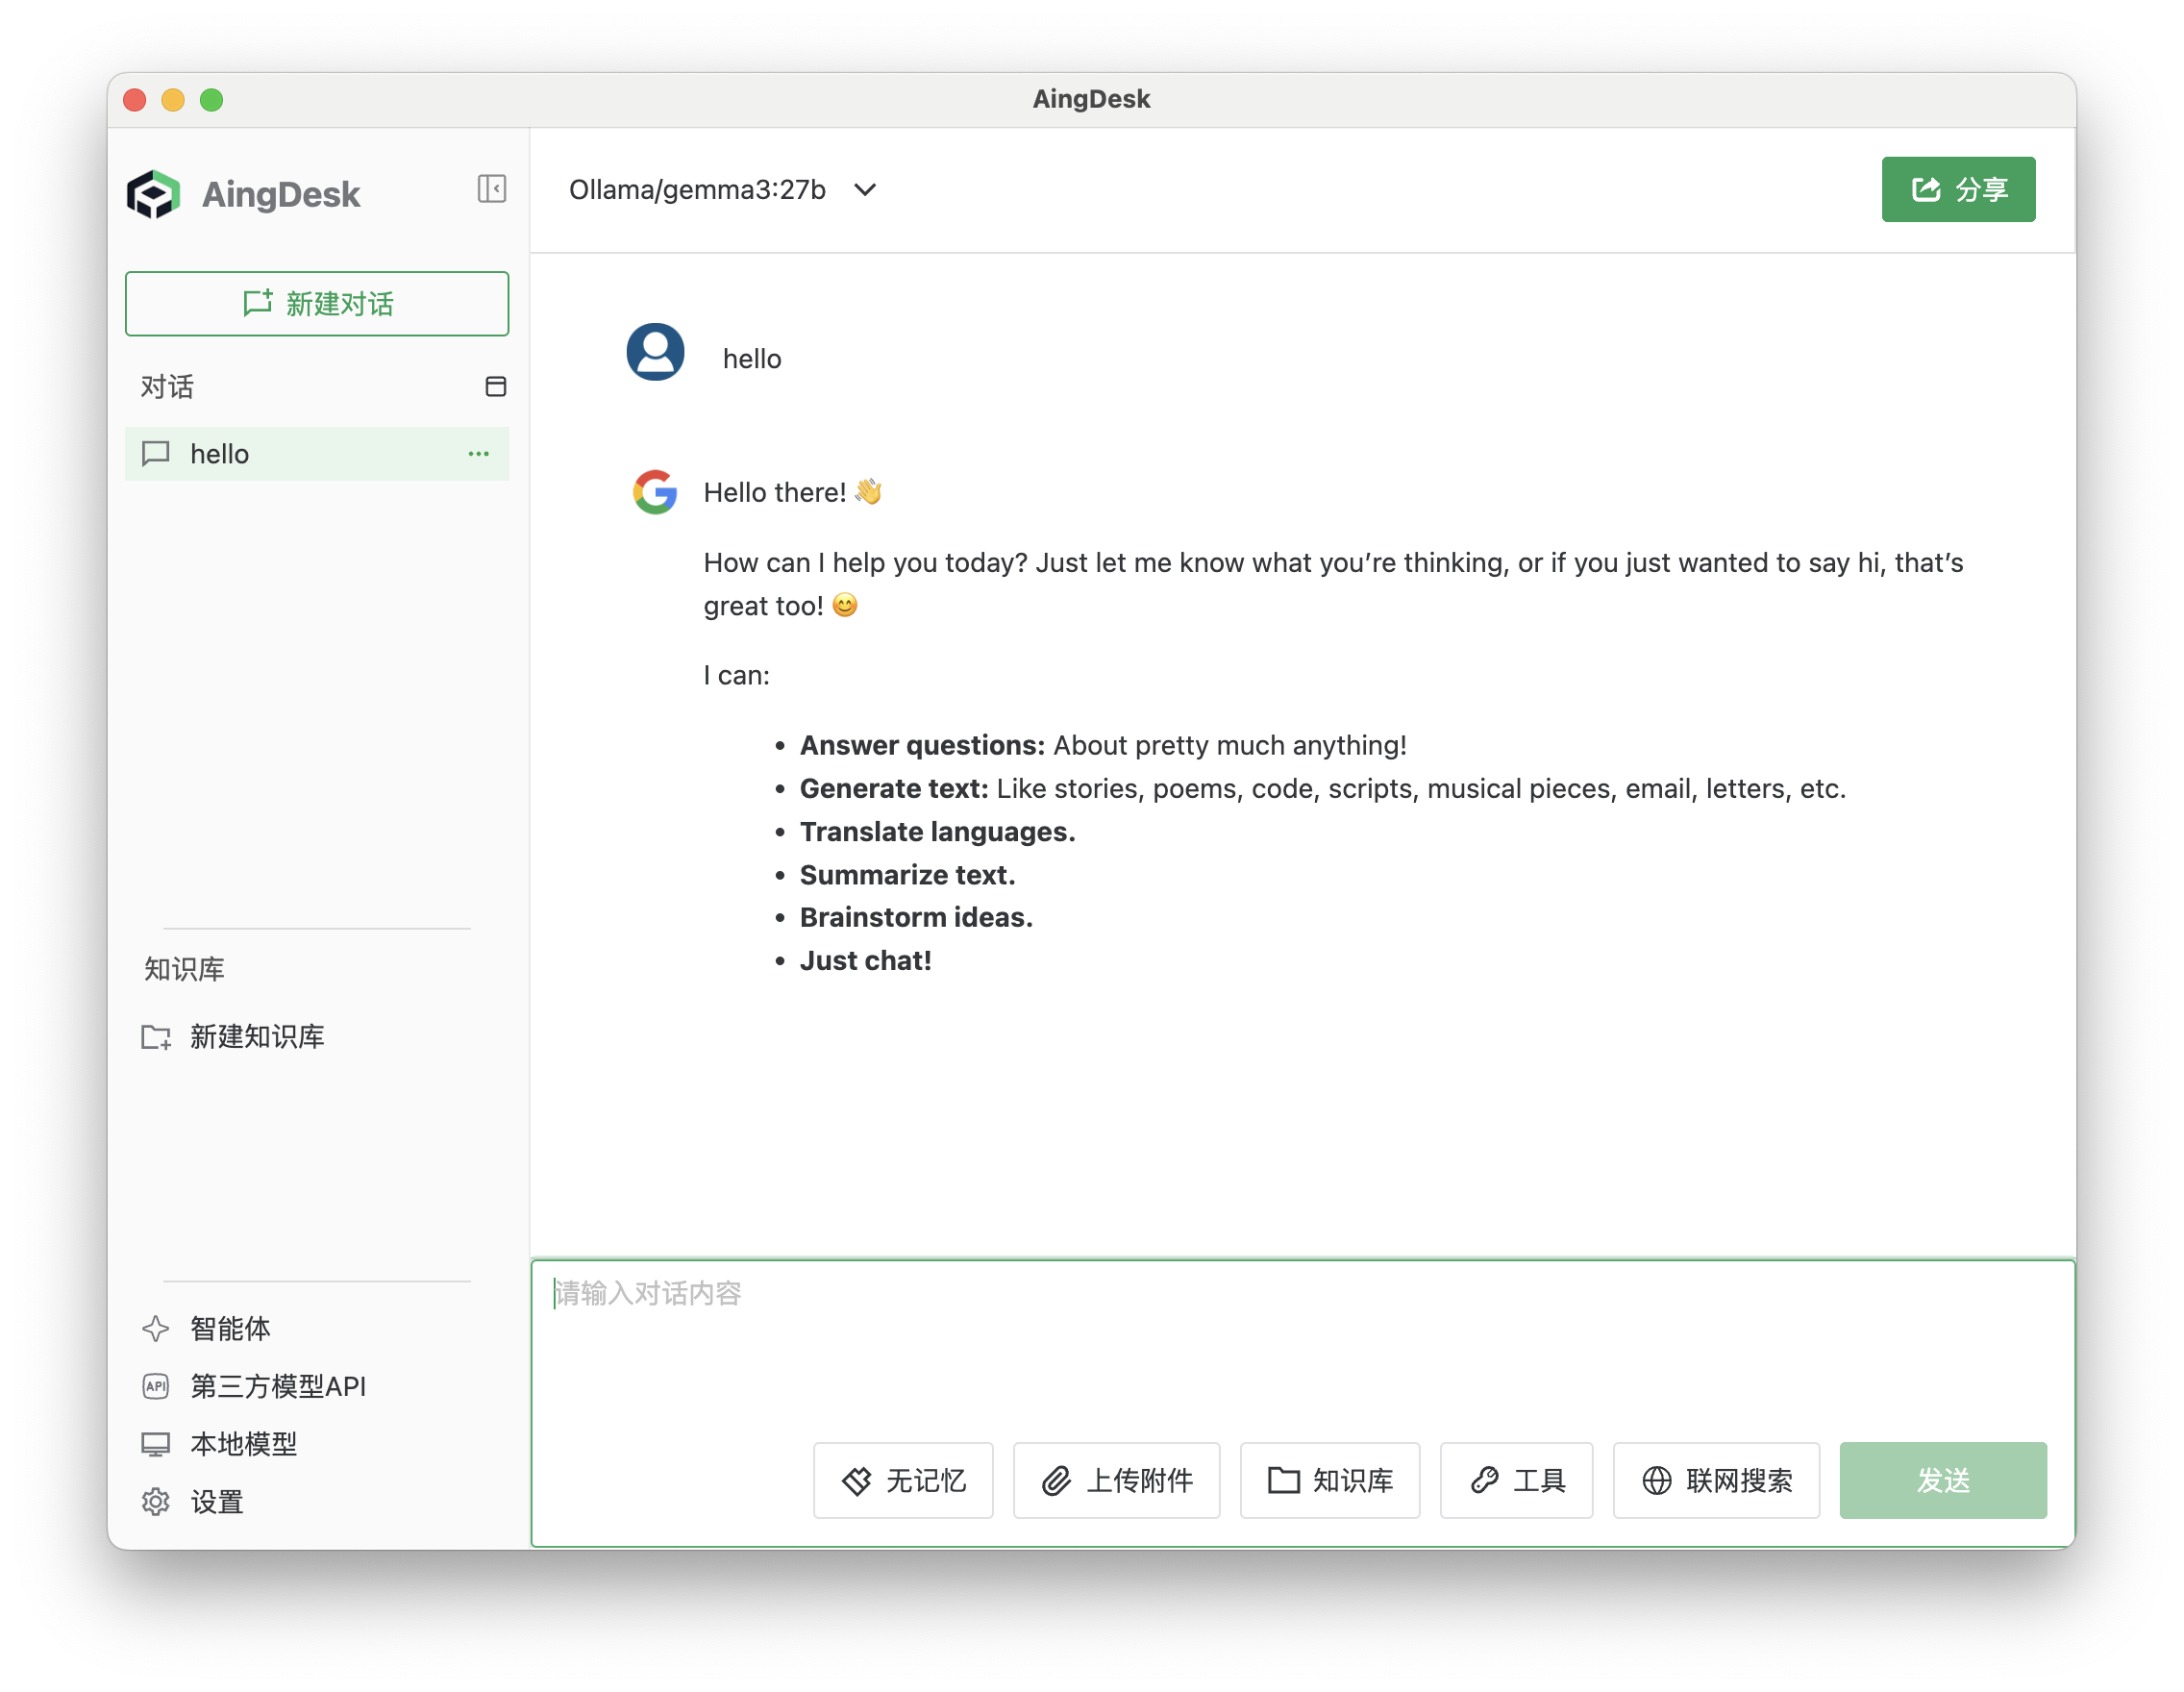 AingDesk
AingDesk
新建对话
对话
hello
知识库
新建知识库
智能体
API 第三方模型API
本地模型
设置
Ollama/gemma3:27b
分享
hello
Hello there! 👋
How can I help you today? Just let me know what you’re thinking, or if you just wanted to say hi, that’s
great too! 😊
I can:
• Answer questions: About pretty much anything!
• Generate text: Like stories, poems, code, scripts, musical pieces, email, letters, etc.
• Translate languages.
• Summarize text.
• Brainstorm ideas.
• Just chat!
请输入对话内容
无记忆 上传附件 知识库 工具 联网搜索 发送